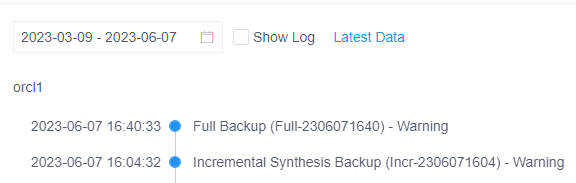 2023-03-09 - 2023-06-07 Show Log Latest Data
orcl1
2023-06-07 16:40:33 Full Backup (Full-2306071640) - Warning
2023-06-07 16:04:32 Incremental Synthesis Backup (Incr-2306071604) - Warning